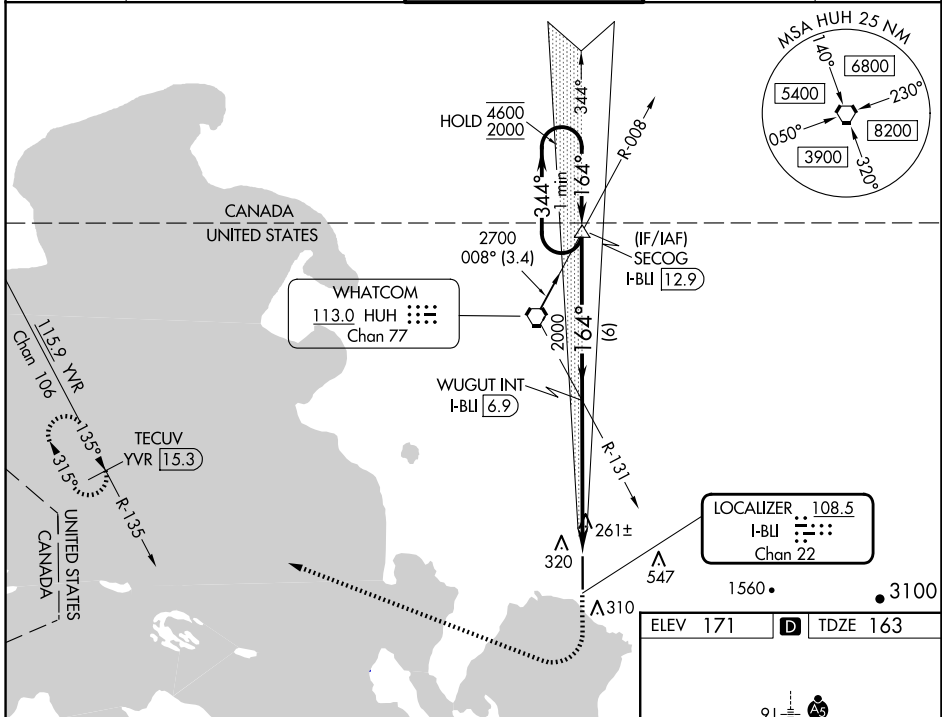 MSA HUH 25 NM
140°
6800
5400
230°
050°
8200
3900
320°
344°
HOLD 4600
2000
R-008
344°
1 min
164°
CANADA
UNITED STATES
2700
008° (3.4)
(IF/IAF)
SECOG
I-BLI 12.9
WHATCOM
113.0 HUH
Chan 77
2000
164°
(6)
115.9 YVR
Chan 106
WUGUT INT
I-BLI 6.9
135°
TECUV
YVR 15.3
315°
R-135
R-131
UNITED STATES
CANADA
LOCALIZER 108.5
I-BLI
Chan 22
261±
320
547
1560
3100
310
ELEV 171
D
TDZE 163
91
A5